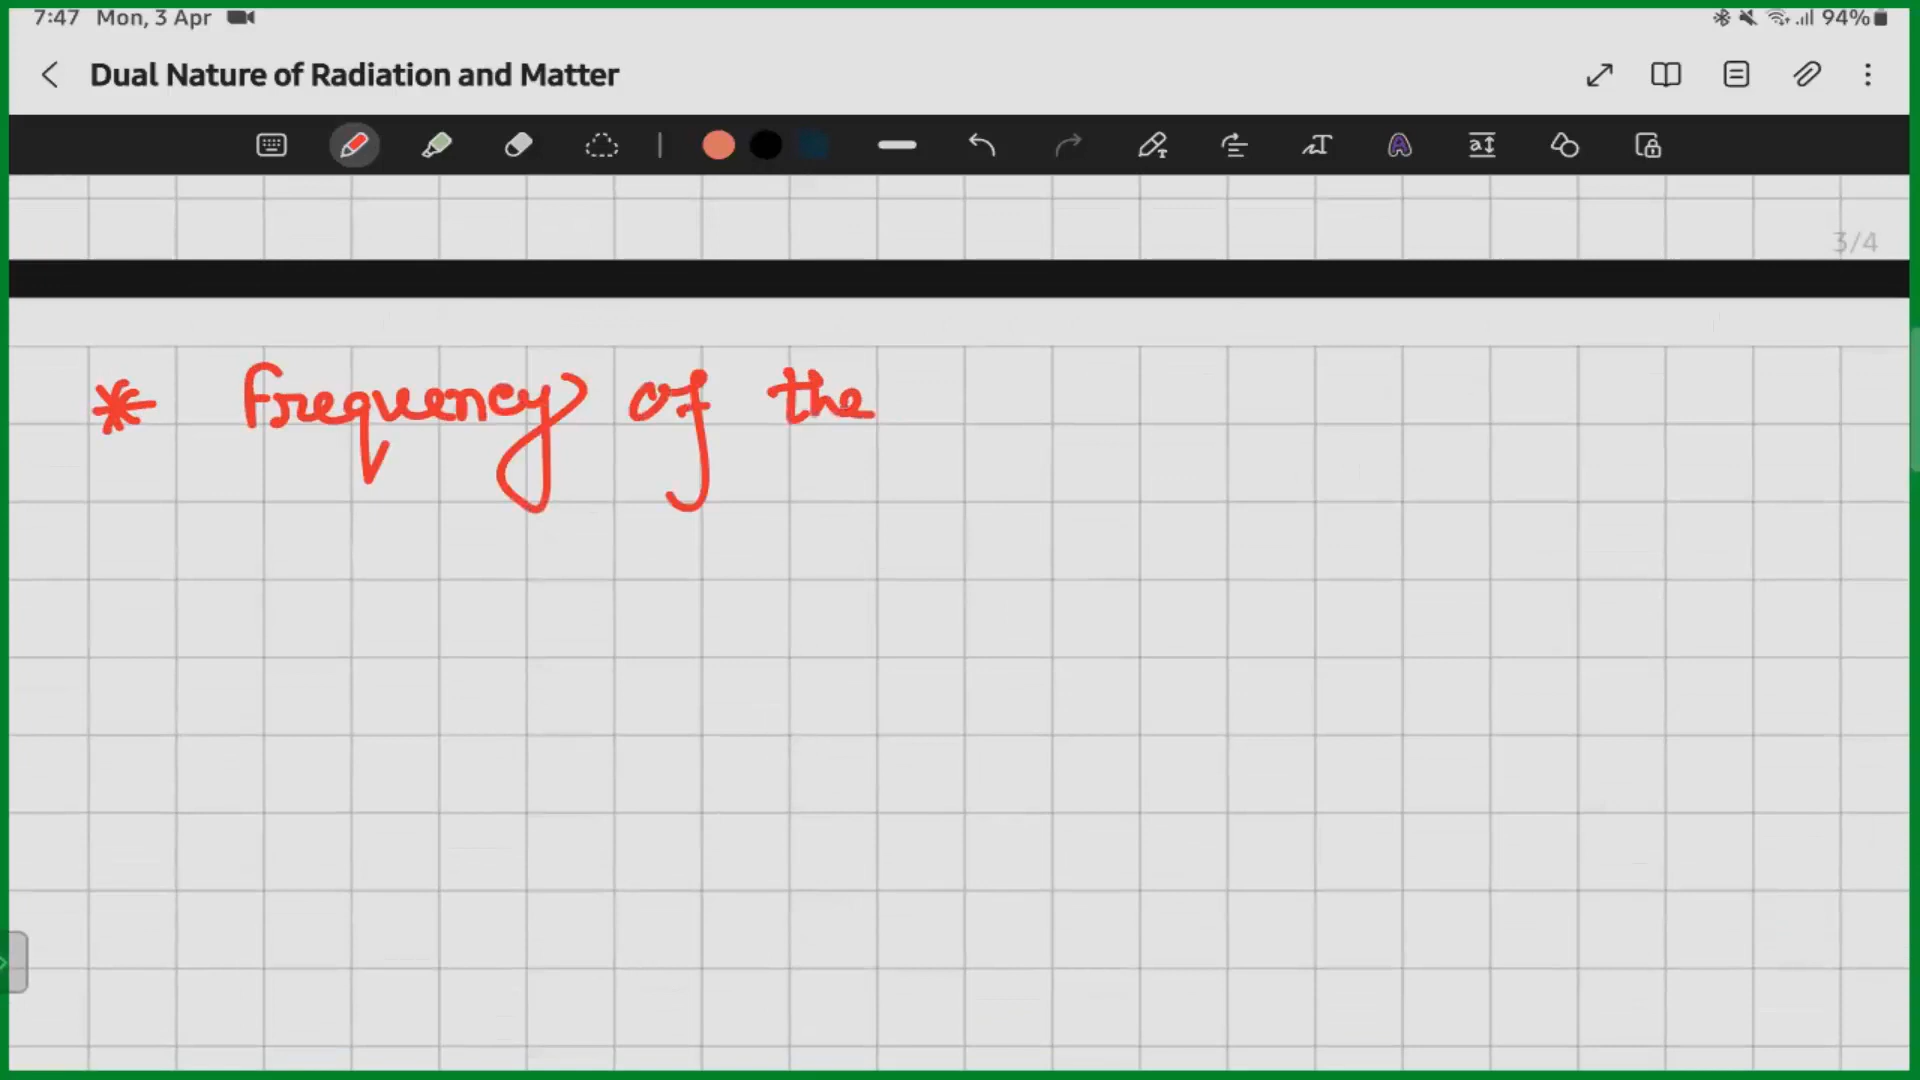 7:47 Mon, 3 Apr 94%
Dual Nature of Radiation and Matter
3/4
* Frequency of the